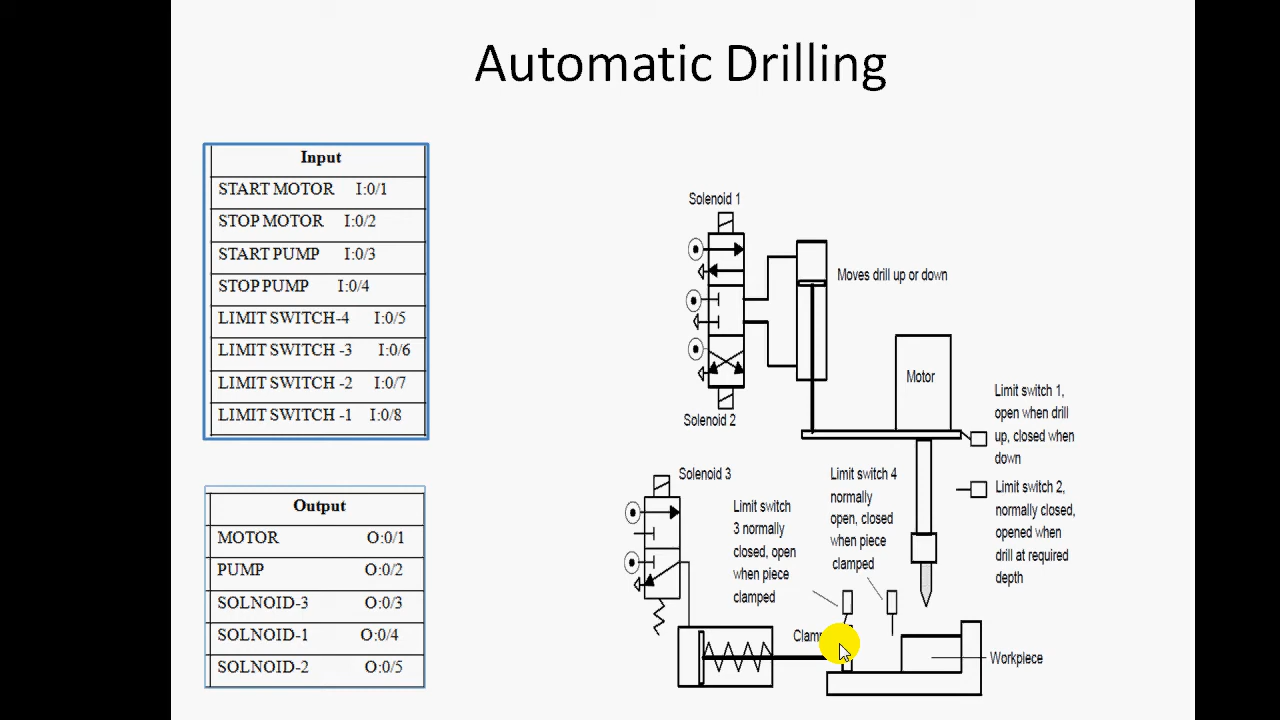 Automatic Drilling
Input
START MOTOR I:0/1
STOP MOTOR I:0/2
START PUMP I:0/3
STOP PUMP I:0/4
LIMIT SWITCH-4 I:0/5
LIMIT SWITCH -3 I:0/6
LIMIT SWITCH -2 I:0/7
LIMIT SWITCH -1 I:0/8
Output
MOTOR O:0/1
PUMP O:0/2
SOLNOID-3 O:0/3
SOLNOID-1 O:0/4
SOLNOID-2 O:0/5
Solenoid 1
Moves drill up or down
Solenoid 2
Motor
Limit switch 1,
open when drill
up, closed when
down
Limit switch 2,
normally closed,
opened when
drill at required
depth
Solenoid 3
Limit switch
3 normally
closed, open
when piece
clamped
Limit switch 4
normally
open, closed
when piece
clamped
Workpiece